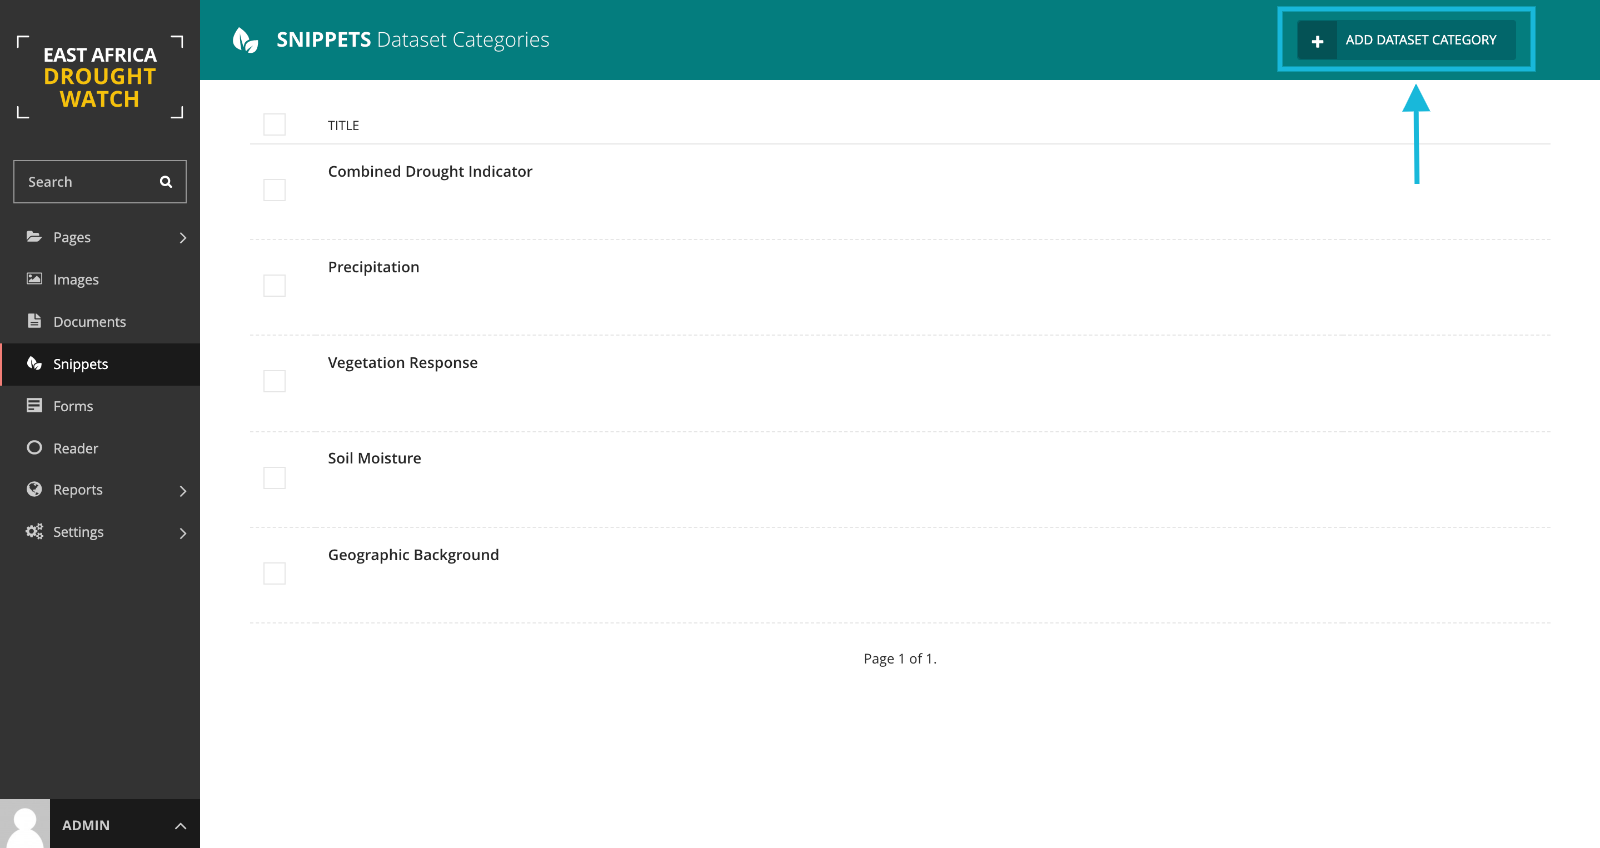 EAST AFRICA
DROUGHT
WATCH
Search
Pages
Images
Documents
Snippets
Forms
Reader
Reports
Settings
ADMIN
SNIPPETS Dataset Categories
ADD DATASET CATEGORY
TITLE
Combined Drought Indicator
Precipitation
Vegetation Response
Soil Moisture
Geographic Background
Page 1 of 1.